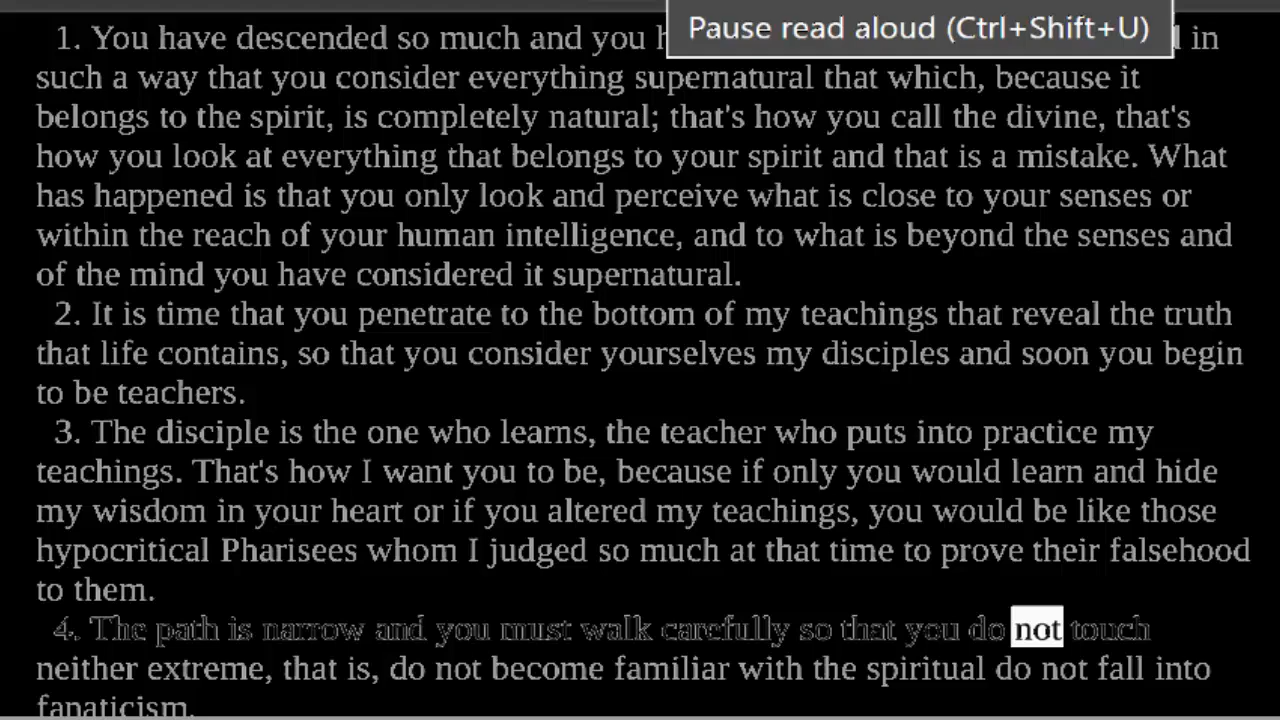 Pause read aloud (Ctrl+Shift+U)
1. You have descended so much and you in
such a way that you consider everything supernatural that which, because it
belongs to the spirit, is completely natural; that's how you call the divine, that's
how you look at everything that belongs to your spirit and that is a mistake. What
has happened is that you only look and perceive what is close to your senses or
within the reach of your human intelligence, and to what is beyond the senses and
of the mind you have considered it supernatural.
2. It is time that you penetrate to the bottom of my teachings that reveal the truth
that life contains, so that you consider yourselves my disciples and soon you begin
to be teachers.
3. The disciple is the one who learns, the teacher who puts into practice my
teachings. That's how I want you to be, because if only you would learn and hide
my wisdom in your heart or if you altered my teachings, you would be like those
hypocritical Pharisees whom I judged so much at that time to prove their falsehood
to them.
4. The path is narrow and you must walk carefully so that you do not touch
neither extreme, that is, do not become familiar with the spiritual do not fall into
fanaticism.